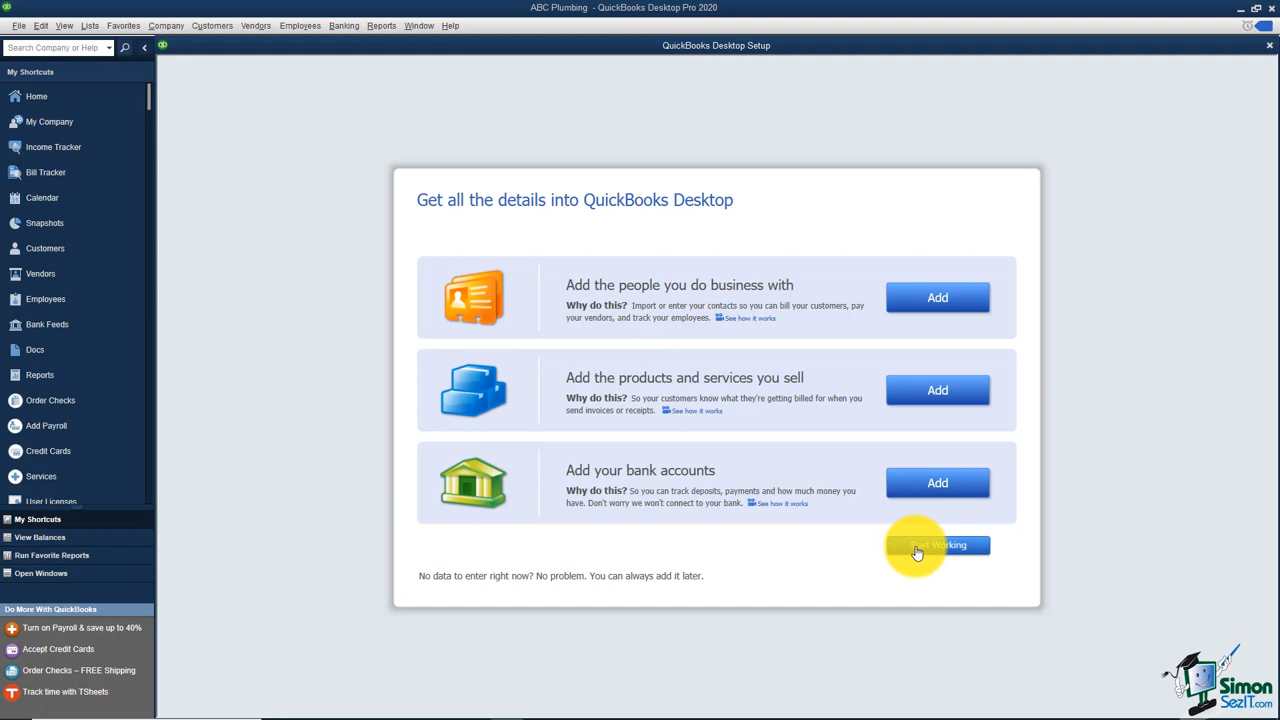 ABC Plumbing - QuickBooks Desktop Pro 2020
File Edit View Lists Favorites Company Customers Vendors Employees Banking Reports Window Help
Search Company or Help
QuickBooks Desktop Setup
My Shortcuts
Home
My Company
Income Tracker
Bill Tracker
Calendar
Snapshots
Customers
Vendors
Employees
Bank Feeds
Docs
Reports
Order Checks
Add Payroll
Credit Cards
Services
User Licenses
My Shortcuts
View Balances
Run Favorite Reports
Open Windows
Do More With QuickBooks
Turn on Payroll & save up to 40%
Accept Credit Cards
Order Checks – FREE Shipping
Track time with TSheets
Get all the details into QuickBooks Desktop
Add the people you do business with
Why do this? Import or enter your contacts so you can bill your customers, pay
your vendors, and track your employees. See how it works
Add
Add the products and services you sell
Why do this? So your customers know what they're getting billed for when you
send invoices or receipts. See how it works
Add
Add your bank accounts
Why do this? So you can track deposits, payments and how much money you
have. Don't worry we won't connect to your bank. See how it works
Add
Start Working
No data to enter right now? No problem. You can always add it later.
Simon
SezIT.com